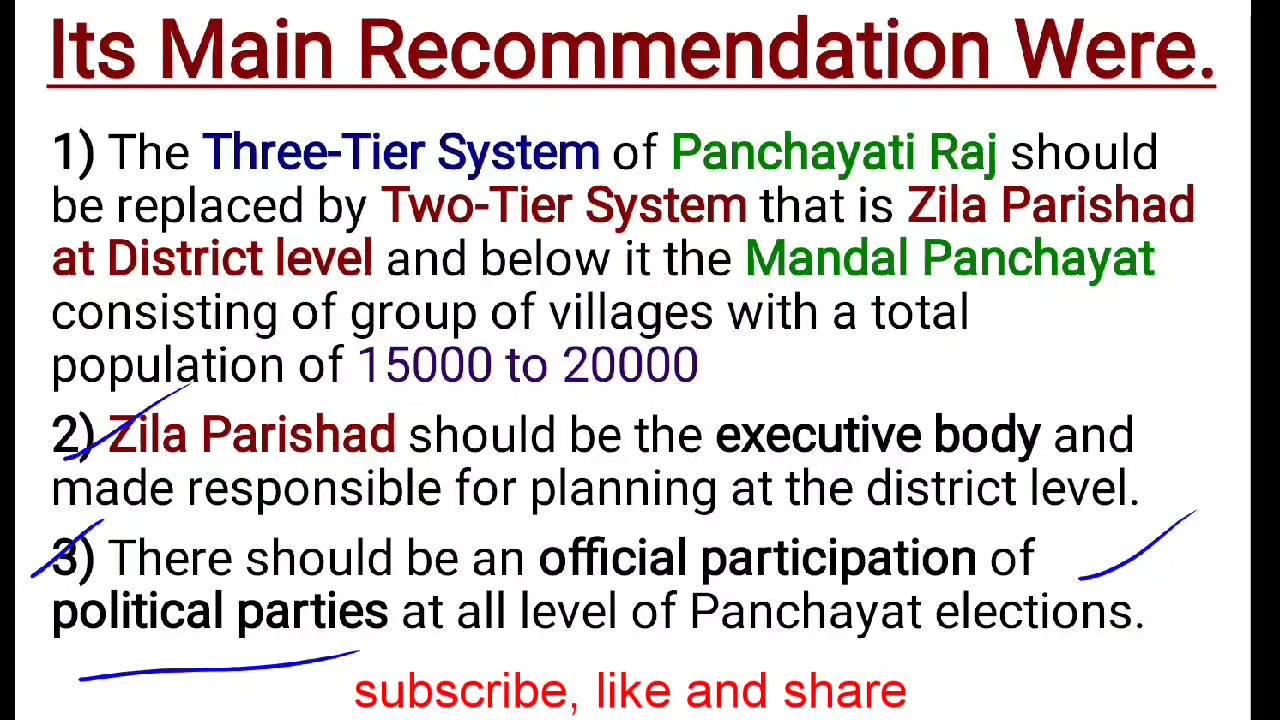 Its Main Recommendation Were.
1) The Three-Tier System of Panchayati Raj should
be replaced by Two-Tier System that is Zila Parishad
at District level and below it the Mandal Panchayat
consisting of group of villages with a total
population of 15000 to 20000
2) Zila Parishad should be the executive body and
made responsible for planning at the district level.
3) There should be an official participation of
political parties at all level of Panchayat elections.
subscribe, like and share